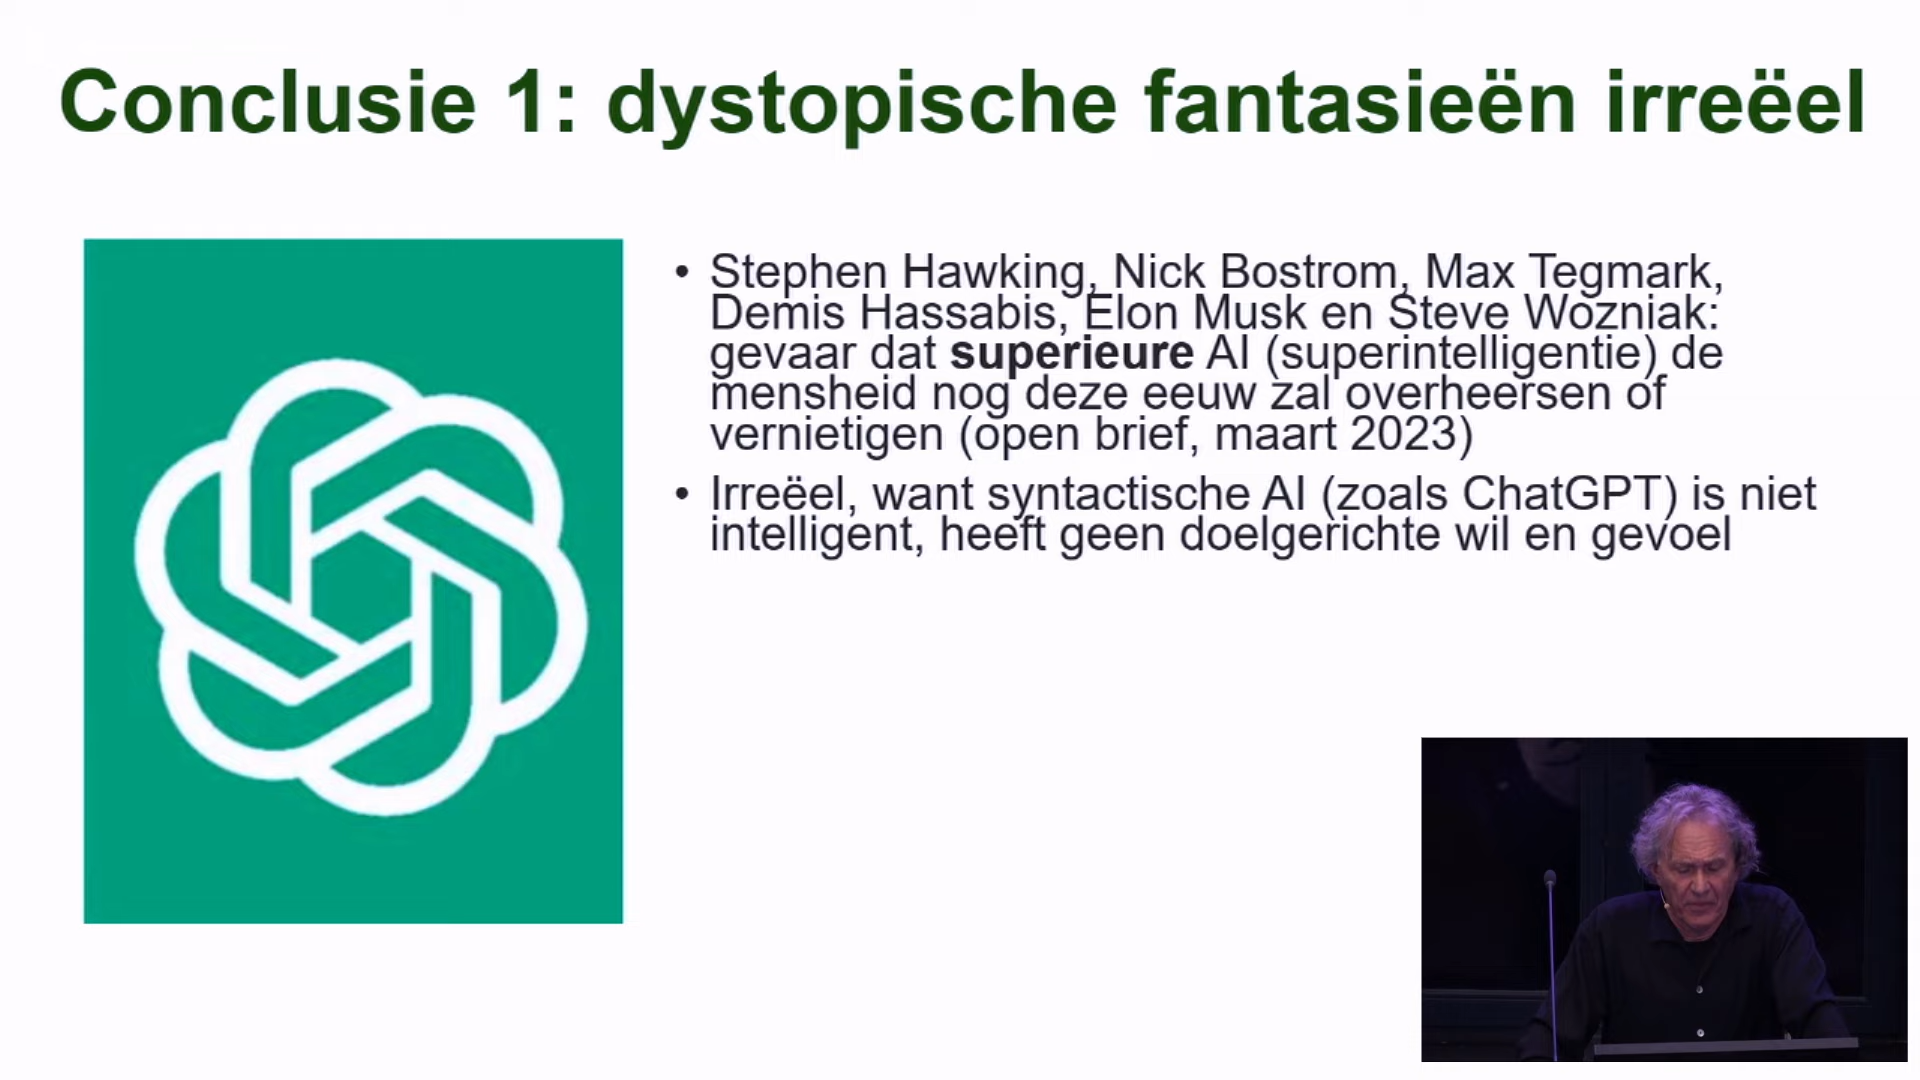 Conclusie 1: dystopische fantasieën irreëel
• Stephen Hawking, Nick Bostrom, Max Tegmark,
Demis Hassabis, Elon Musk en Steve Wozniak:
gevaar dat superieure AI (superintelligentie) de
mensheid nog deze eeuw zal overheersen of
vernietigen (open brief, maart 2023)
• Irreëel, want syntactische AI (zoals ChatGPT) is niet
intelligent, heeft geen doelgerichte wil en gevoel